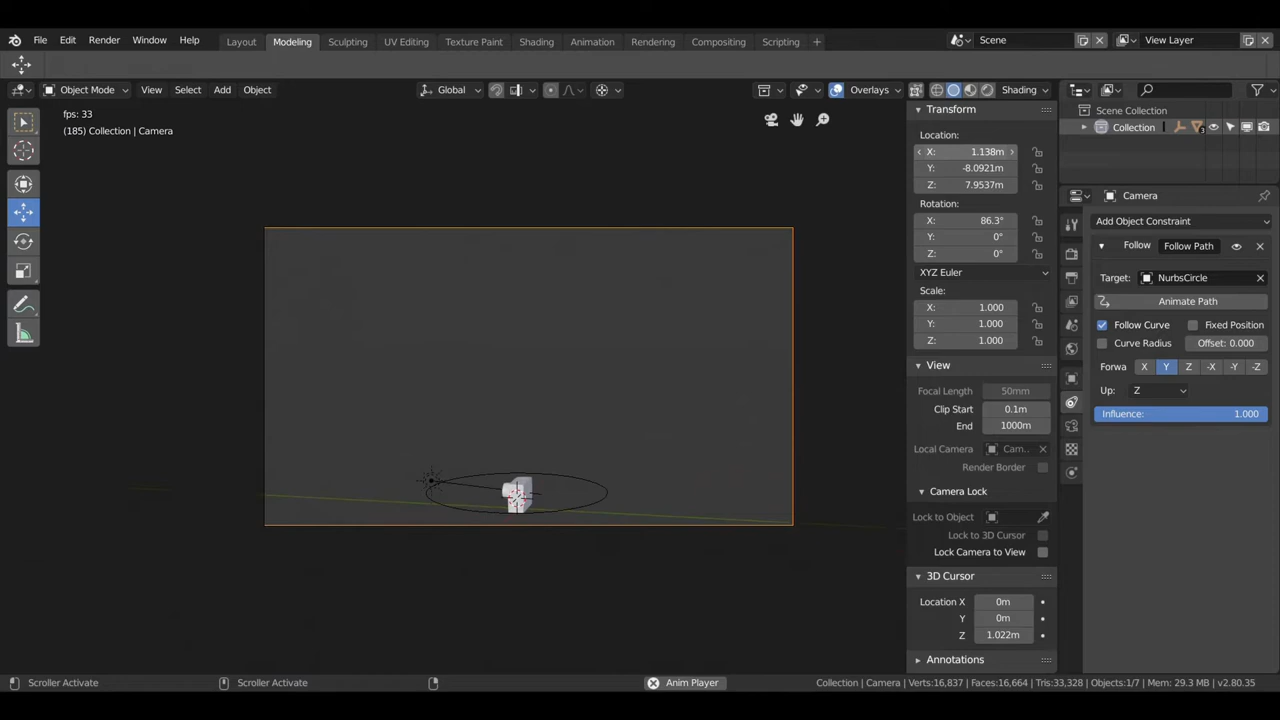 File Edit Render Window Help Layout Modeling Sculpting UV Editing Texture Paint Shading Animation Rendering Compositing Scripting + Scene View Layer
Object Mode View Select Add Object Global Overlays Shading
fps: 33
(185) Collection | Camera
Transform
Location:
X: 1.138m
Y: -8.0921m
Z: 7.9537m
Rotation:
X: 86.3°
Y: 0°
Z: 0°
XYZ Euler
Scale:
X: 1.000
Y: 1.000
Z: 1.000
View
Focal Length 50mm
Clip Start 0.1m
End 1000m
Local Camera Cam..
Render Border
Camera Lock
Lock to Object
Lock to 3D Cursor
Lock Camera to View
3D Cursor
Location X 0m
Y 0m
Z 1.022m
Annotations
Scene Collection
Collection 3
Camera
Add Object Constraint
Follow Follow Path
Target: NurbsCircle
Animate Path
Follow Curve Fixed Position
Curve Radius Offset: 0.000
Forwa X Y Z -X -Y -Z
Up: Z
Influence: 1.000
Scroller Activate Scroller Activate Anim Player Collection | Camera | Verts:16,837 | Faces:16,664 | Tris:33,328 | Objects:1/7 | Mem: 29.3 MB | v2.80.35